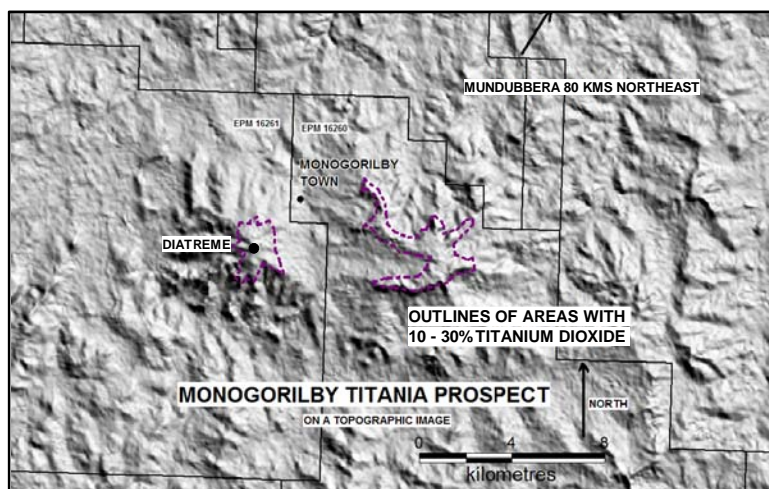 MUNDUBBERA 80 KMS NORTHEAST
EPM 16261
EPM 16260
MONOGORILBY
TOWN
DIATREME
OUTLINES OF AREAS WITH
10 - 30% TITANIUM DIOXIDE
MONOGORILBY TITANIA PROSPECT
ON A TOPOGRAPHIC IMAGE
NORTH
0 4 8
kilometres